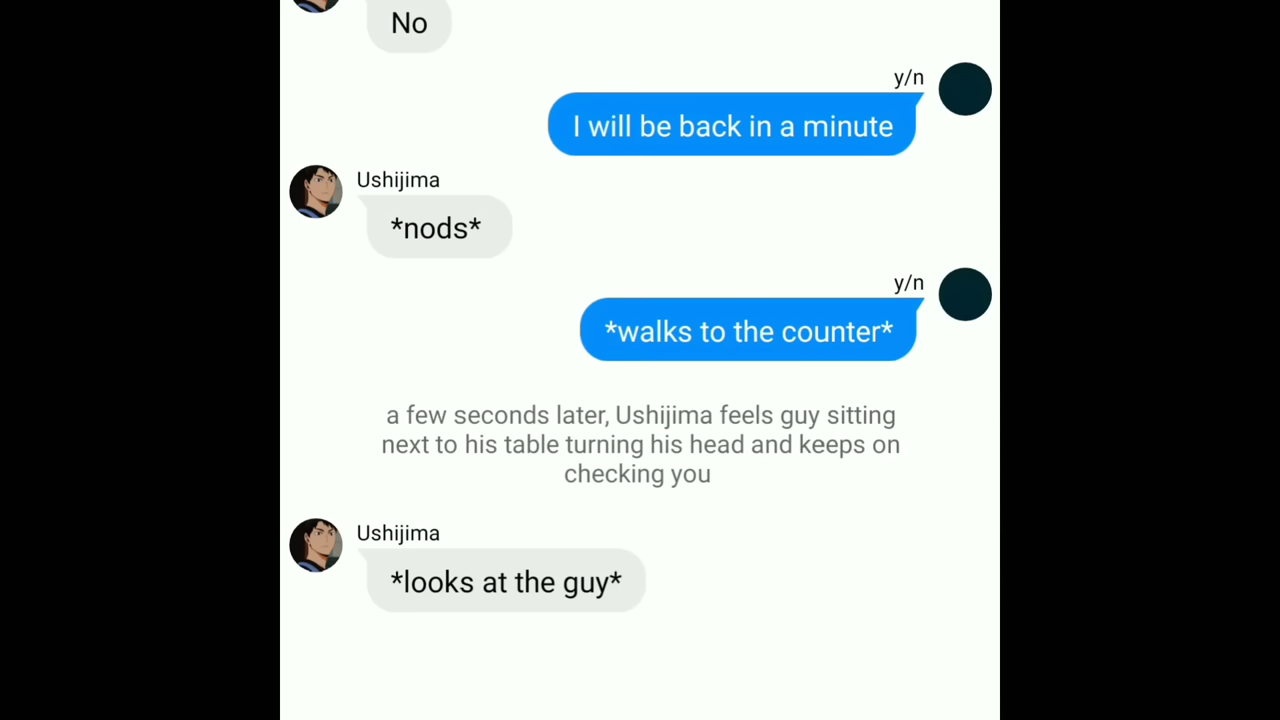 No
y/n
I will be back in a minute
Ushijima
*nods*
y/n
*walks to the counter*
a few seconds later, Ushijima feels guy sitting
next to his table turning his head and keeps on
checking you
Ushijima
*looks at the guy*